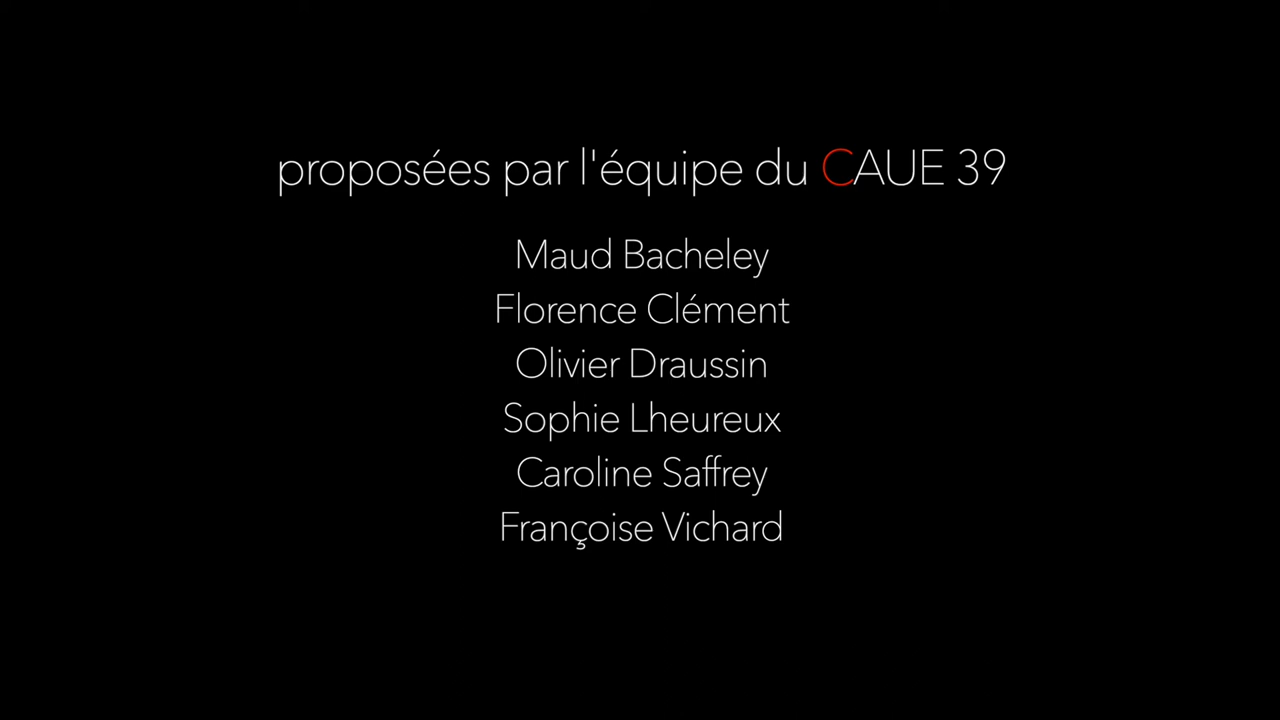 proposées par l'équipe du CAUE 39
Maud Bacheley
Florence Clément
Olivier Draussin
Sophie Lheureux
Caroline Saffrey
Françoise Vichard